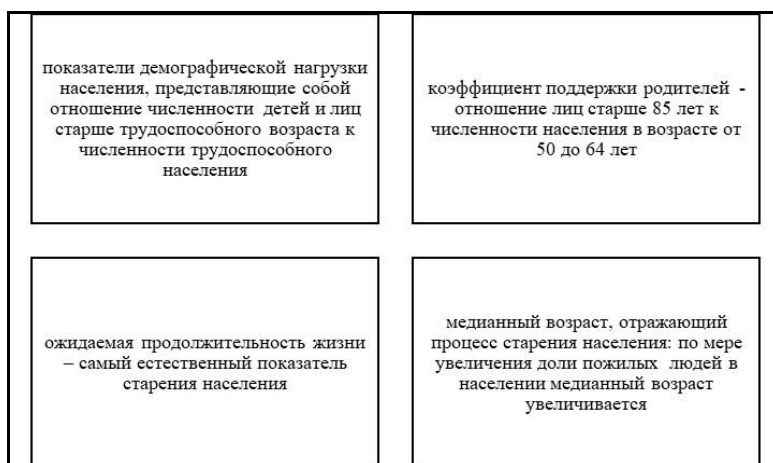 показатели демографической нагрузки
населения, представляющие собой
отношение численности детей и лиц
старше трудоспособного возраста к
численности трудоспособного
населения
коэффициент поддержки родителей -
отношение лиц старше 85 лет к
численности населения в возрасте от
50 до 64 лет
ожидаемая продолжительность жизни
– самый естественный показатель
старения населения
медианный возраст, отражающий
процесс старения населения: по мере
увеличения доли пожилых людей в
населении медианный возраст
увеличивается